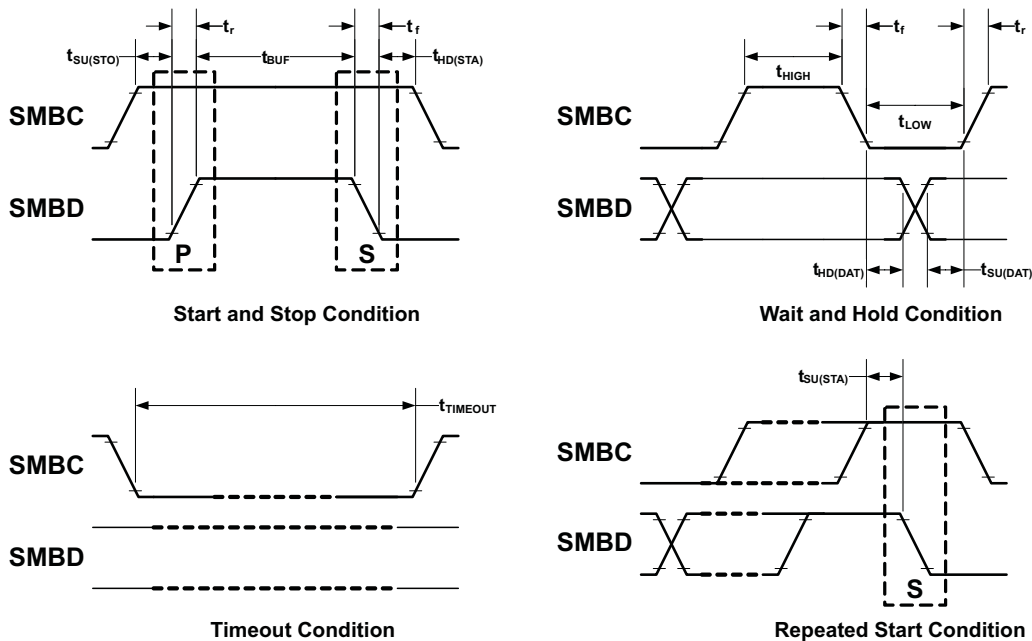 tr
tf
tSU(STO)
tBUF
tHD(STA)
SMBC
SMBD
P
S
Start and Stop Condition
tf
tr
tHIGH
tLOW
SMBC
SMBD
tHD(DAT)
tSU(DAT)
Wait and Hold Condition
tTIMEOUT
SMBC
SMBD
Timeout Condition
tSU(STA)
SMBC
SMBD
S
Repeated Start Condition